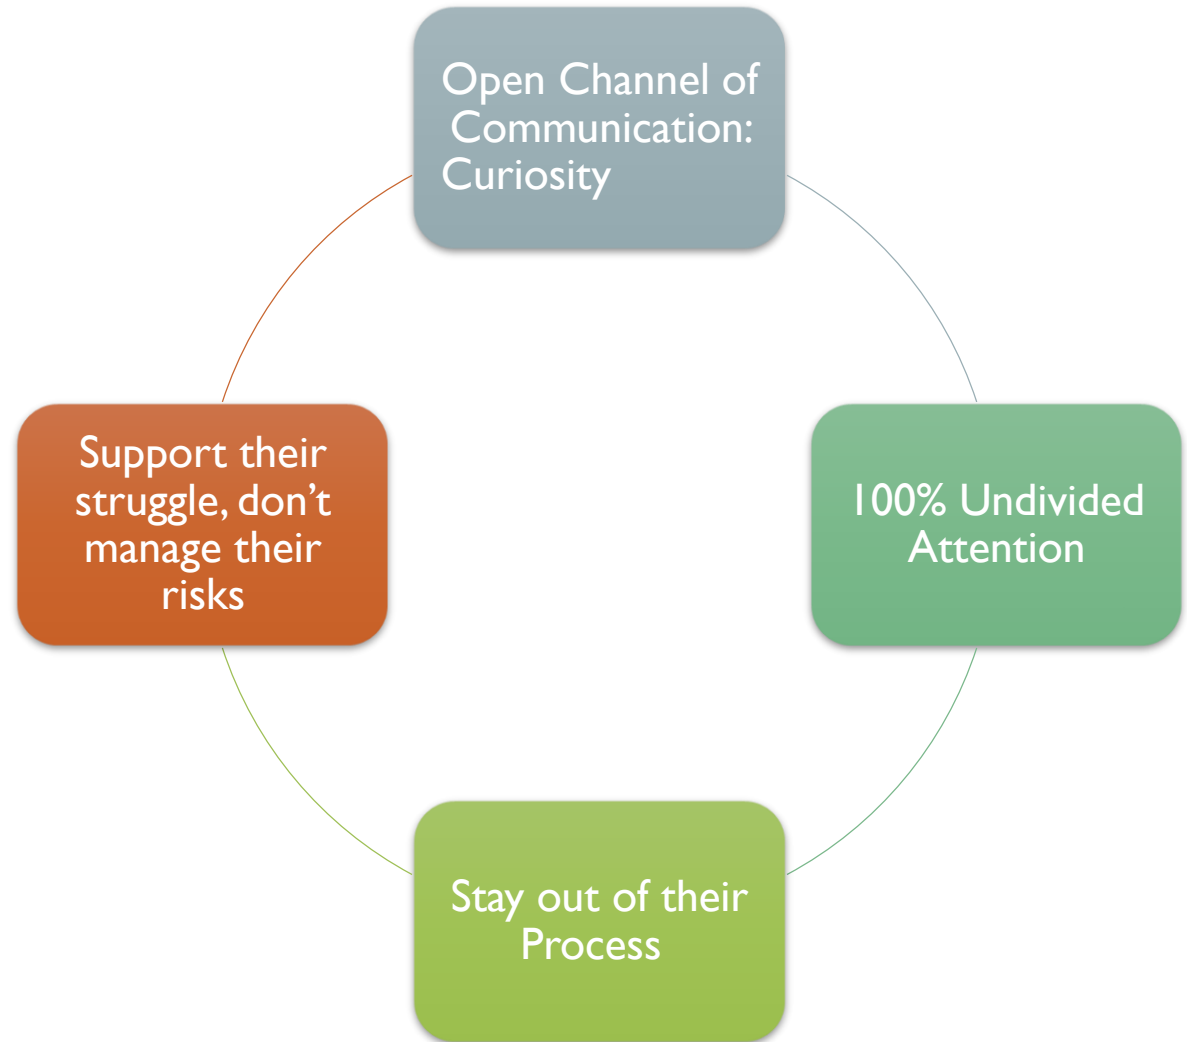 Open Channel of
Communication:
Curiosity
100% Undivided
Attention
Stay out of their
Process
Support their
struggle, don’t
manage their
risks